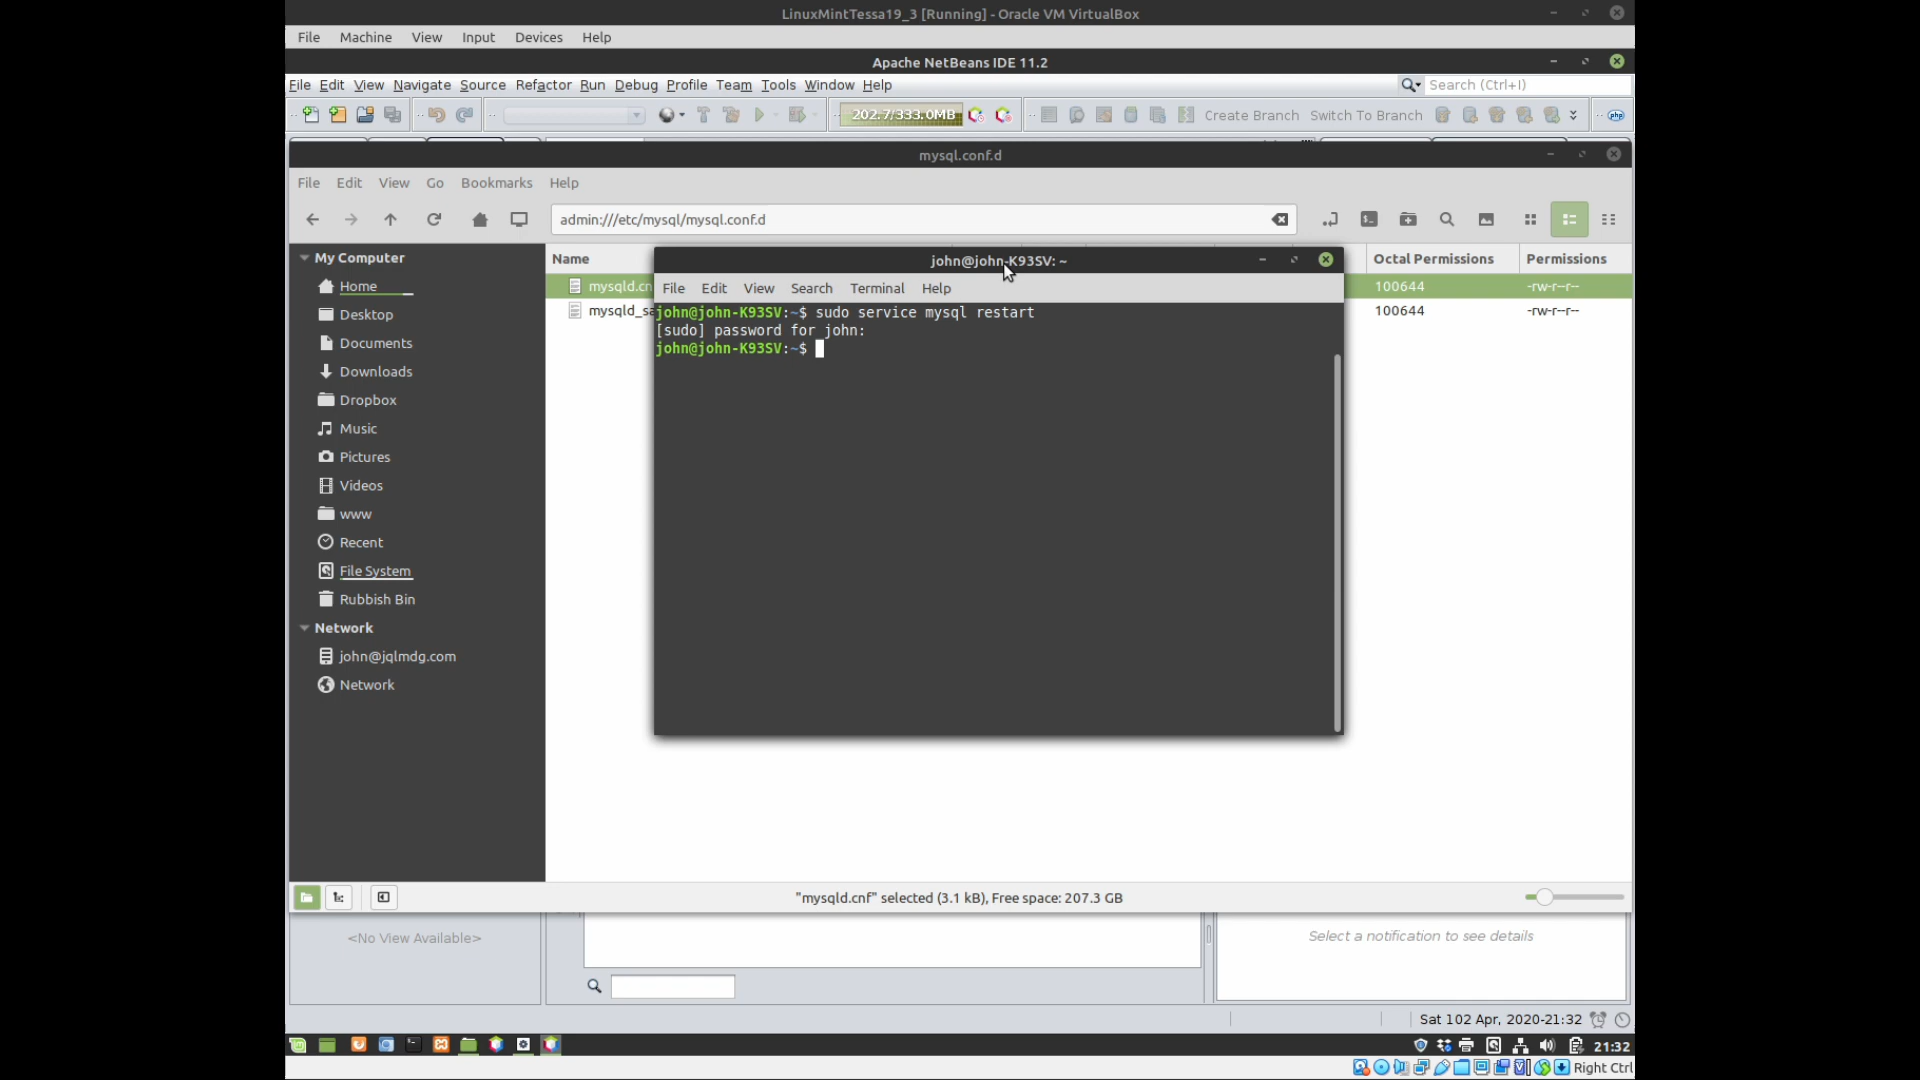 LinuxMintTessa19_3 [Running] - Oracle VM VirtualBox
File Machine View Input Devices Help
Apache NetBeans IDE 11.2
File Edit View Navigate Source Refactor Run Debug Profile Team Tools Window Help
Search (Ctrl+I)
202.7/333.0MB
Create Branch Switch To Branch
php
mysql.conf.d
File Edit View Go Bookmarks Help
admin:///etc/mysql/mysql.conf.d
My Computer
Home
Desktop
Documents
Downloads
Dropbox
Music
Pictures
Videos
www
Recent
File System
Rubbish Bin
Network
john@jqlmdg.com
Network
Name Octal Permissions Permissions
mysqld.cn 100644 -rw-r--r--
mysqld_sa 100644 -rw-r--r--
john@john-K93SV: ~
File Edit View Search Terminal Help
john@john-K93SV:~$ sudo service mysql restart
[sudo] password for john:
john@john-K93SV:~$
"mysqld.cnf" selected (3.1 kB), Free space: 207.3 GB
<No View Available>
Select a notification to see details
Sat 102 Apr, 2020-21:32
21:32
Right Ctrl